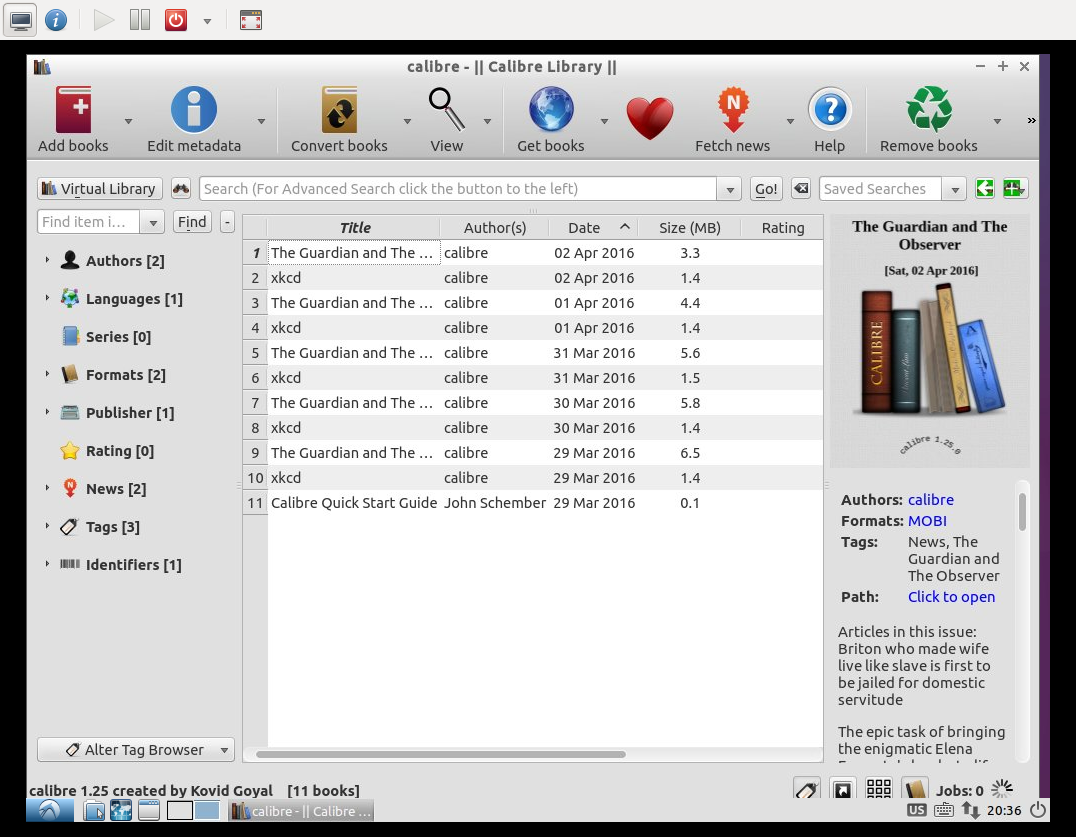 calibre - || Calibre Library ||
Add books
Edit metadata
Convert books
View
Get books
Fetch news
Help
Remove books
»
Virtual Library
Search (For Advanced Search click the button to the left)
Go!
Saved Searches
Find item i...
Find
-
Title Author(s) Date Size (MB) Rating
1 The Guardian and The ... calibre 02 Apr 2016 3.3
2 xkcd calibre 02 Apr 2016 1.4
3 The Guardian and The ... calibre 01 Apr 2016 4.4
4 xkcd calibre 01 Apr 2016 1.4
5 The Guardian and The ... calibre 31 Mar 2016 5.6
6 xkcd calibre 31 Mar 2016 1.5
7 The Guardian and The ... calibre 30 Mar 2016 5.8
8 xkcd calibre 30 Mar 2016 1.4
9 The Guardian and The ... calibre 29 Mar 2016 6.5
10 xkcd calibre 29 Mar 2016 1.4
11 Calibre Quick Start Guide John Schember 29 Mar 2016 0.1
Authors [2]
Languages [1]
Series [0]
Formats [2]
Publisher [1]
Rating [0]
News [2]
Tags [3]
Identifiers [1]
Alter Tag Browser
The Guardian and The
Observer
[Sat, 02 Apr 2016]
CALIBRE
calibre 1.25.0
Authors: calibre
Formats: MOBI
Tags: News, The
Guardian and
The Observer
Path: Click to open
Articles in this issue:
Briton who made wife
live like slave is first to
be jailed for domestic
servitude
The epic task of bringing
the enigmatic Elena
calibre 1.25 created by Kovid Goyal [11 books]
Jobs: 0
calibre - || Calibre ...
US
20:36